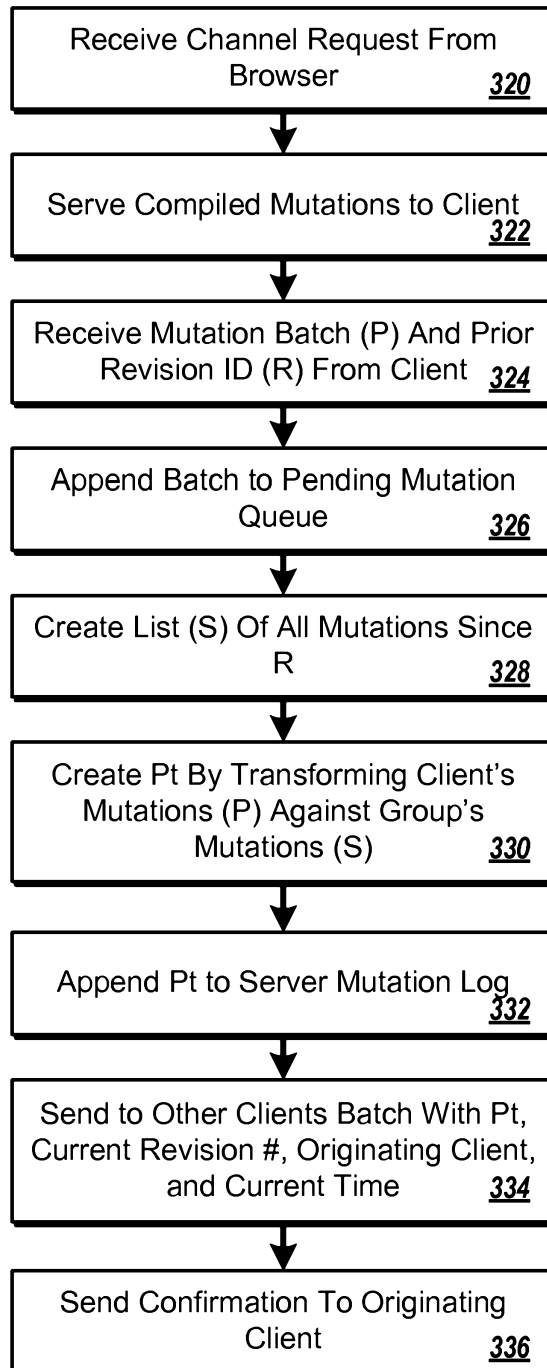 Receive Channel Request From
Browser 320
Serve Compiled Mutations to Client
322
Receive Mutation Batch (P) And Prior
Revision ID (R) From Client 324
Append Batch to Pending Mutation
Queue 326
Create List (S) Of All Mutations Since
R 328
Create Pt By Transforming Client's
Mutations (P) Against Group's
Mutations (S) 330
Append Pt to Server Mutation Log
332
Send to Other Clients Batch With Pt,
Current Revision #, Originating Client,
and Current Time 334
Send Confirmation To Originating
Client 336